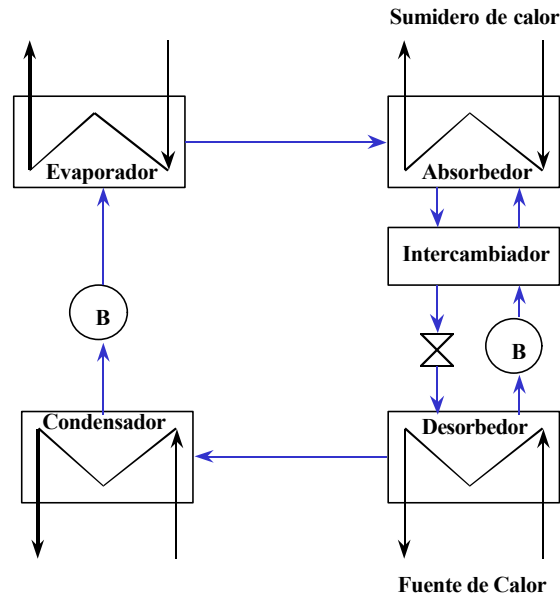 Sumidero de calor
Evaporador
Absorbedor
Intercambiador
B
B
Condensador
Desorbedor
Fuente de Calor